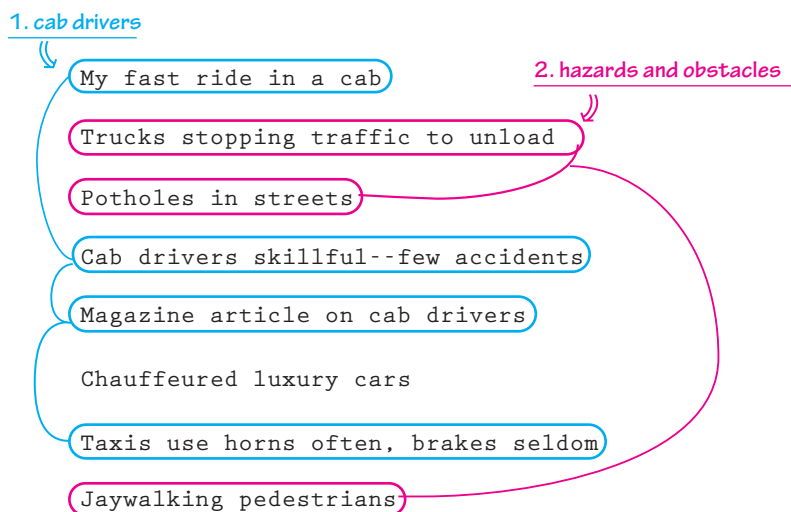 1. cab drivers
My fast ride in a cab
2. hazards and obstacles
Trucks stopping traffic to unload
Potholes in streets
Cab drivers skillful--few accidents
Magazine article on cab drivers
Chauffeured luxury cars
Taxis use horns often, brakes seldom
Jaywalking pedestrians